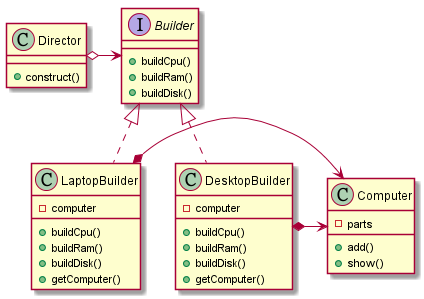 C Director
construct()
I Builder
buildCpu()
buildRam()
buildDisk()
C LaptopBuilder
computer
buildCpu()
buildRam()
buildDisk()
getComputer()
C DesktopBuilder
computer
buildCpu()
buildRam()
buildDisk()
getComputer()
C Computer
parts
add()
show()